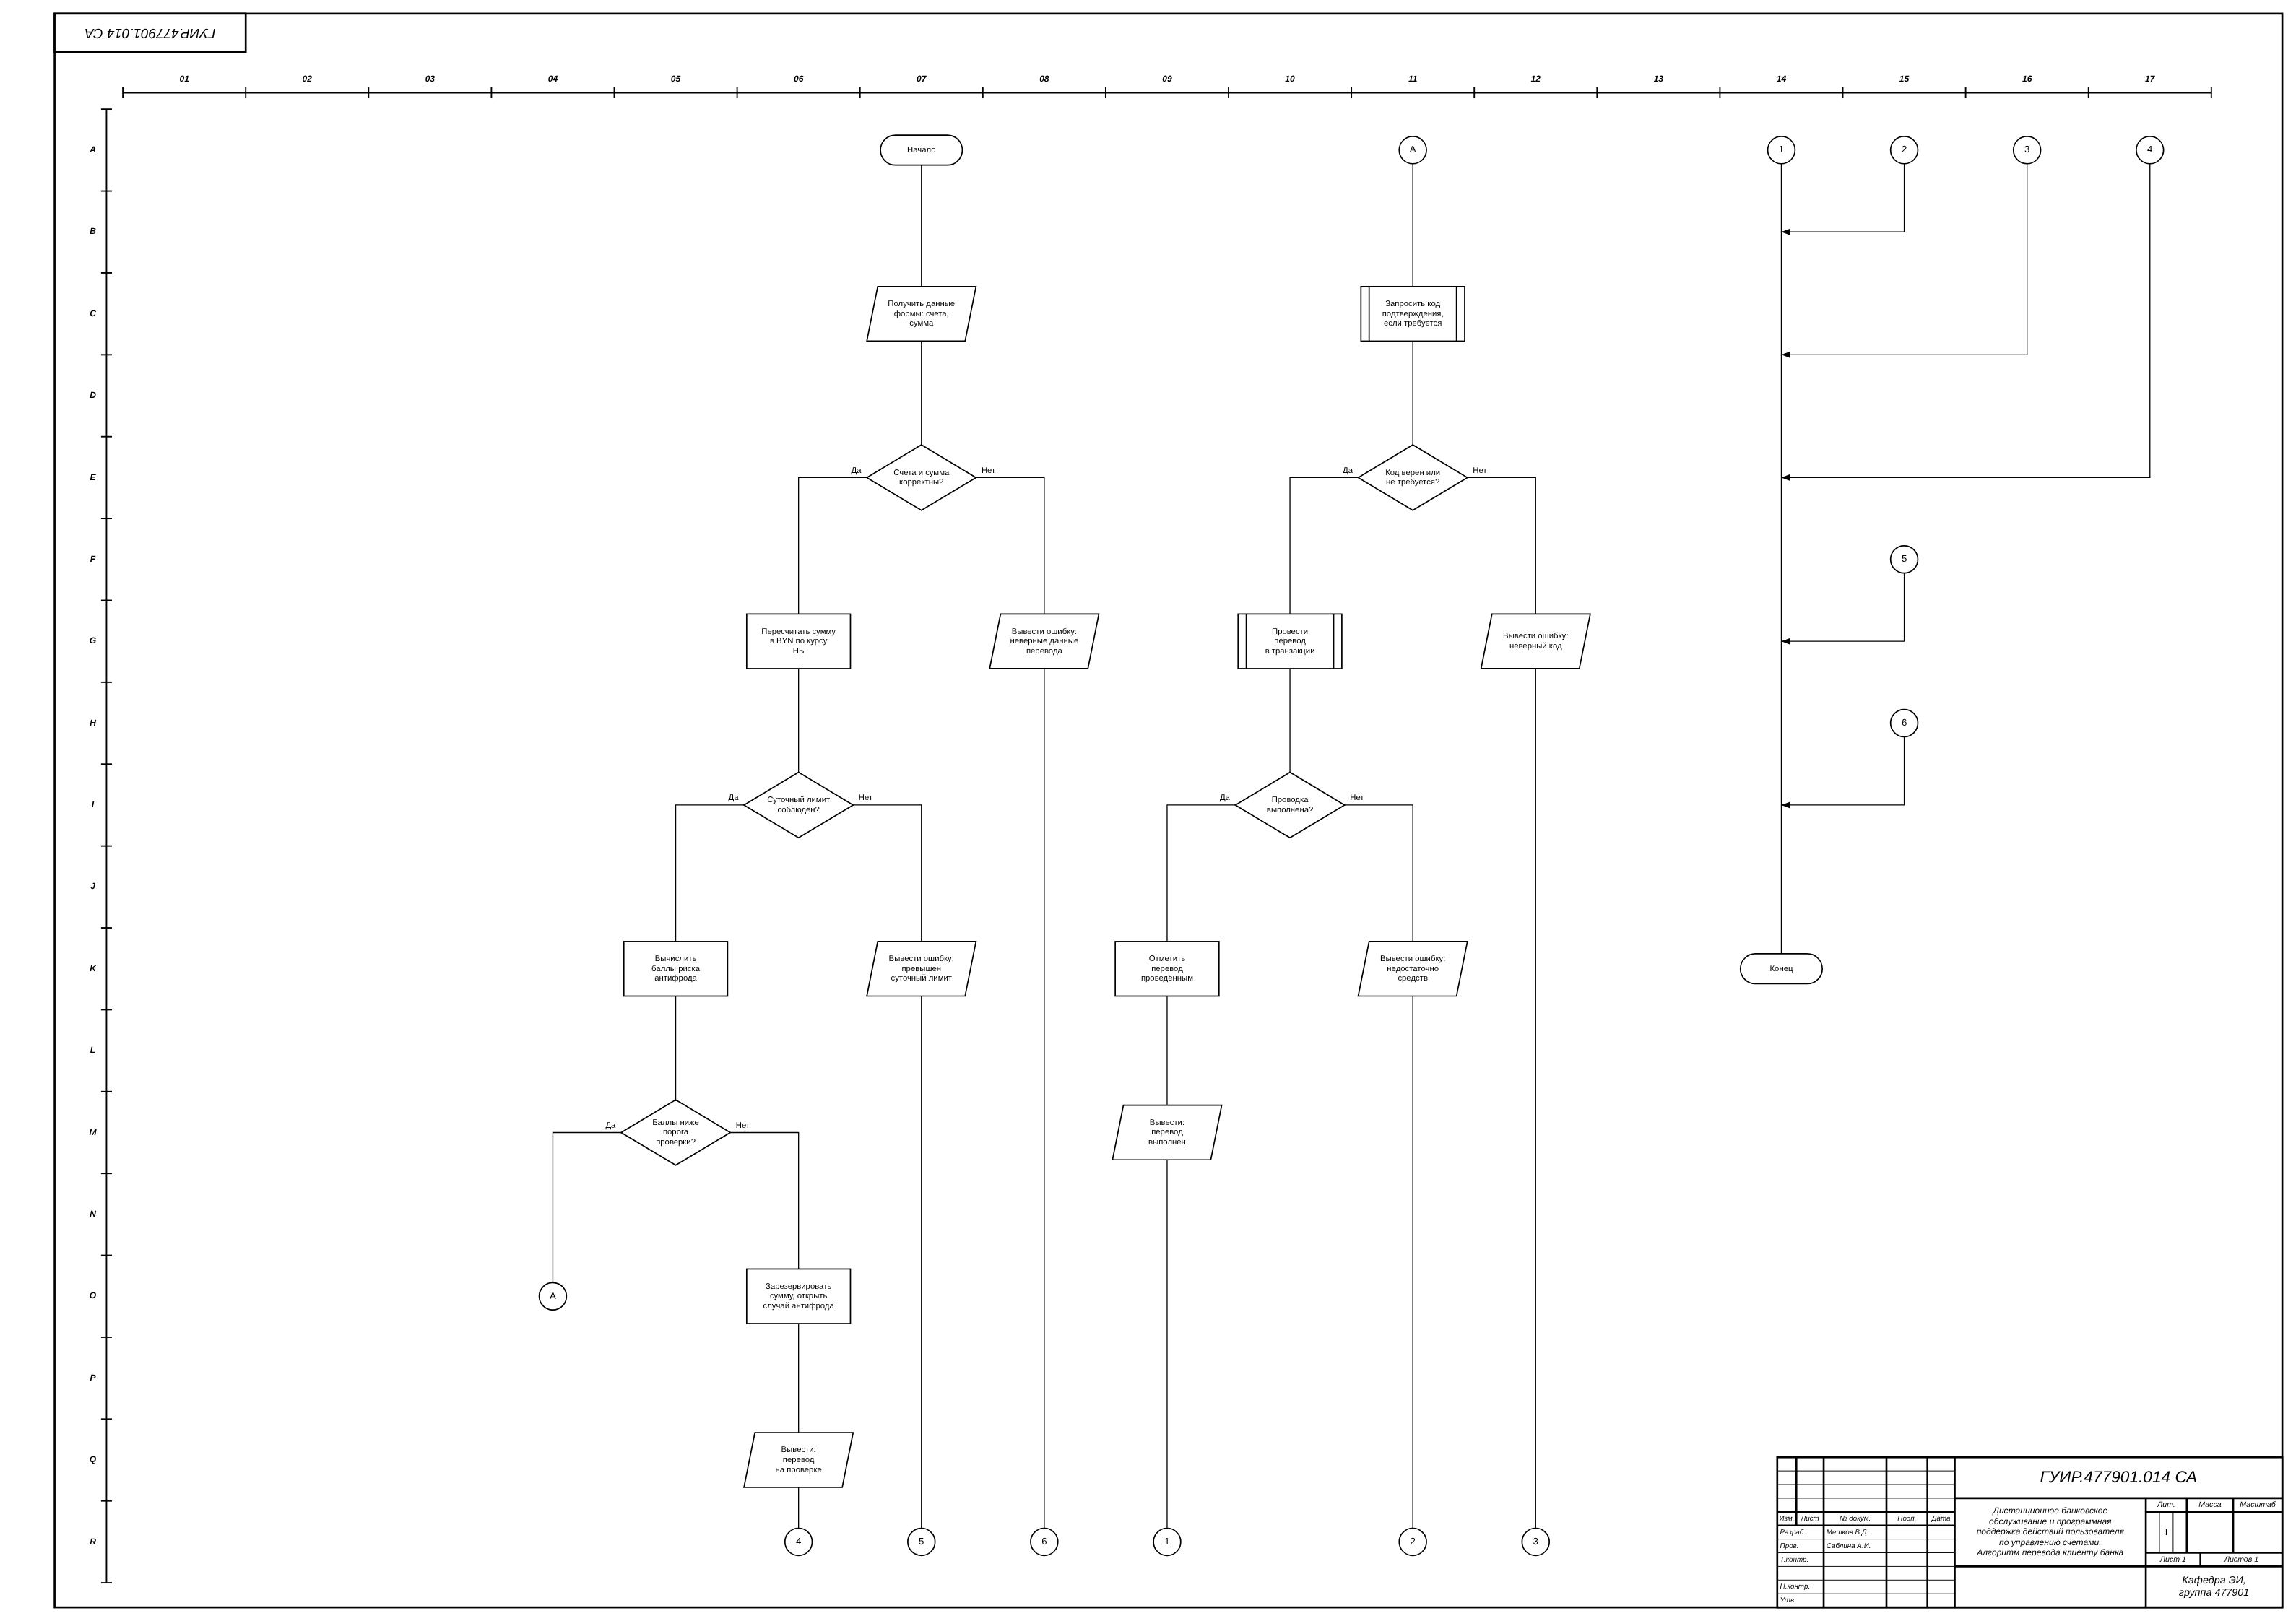 ГУИР.477901.014 СА
01 02 03 04 05 06 07 08 09 10 11 12 13 14 15 16 17
A
B
C
D
E
F
G
H
I
J
K
L
M
N
O
P
Q
R
Начало
Получить данные
формы: счета,
сумма
Счета и сумма
корректны?
Да
Нет
Пересчитать сумму
в BYN по курсу
НБ
Вывести ошибку:
неверные данные
перевода
Суточный лимит
соблюдён?
Да
Нет
Вычислить
баллы риска
антифрода
Вывести ошибку:
превышен
суточный лимит
Баллы ниже
порога
проверки?
Да
Нет
А
Зарезервировать
сумму, открыть
случай антифрода
Вывести:
перевод
на проверке
4
5
6
А
Запросить код
подтверждения,
если требуется
Код верен или
не требуется?
Да
Нет
Провести
перевод
в транзакции
Вывести ошибку:
неверный код
Проводка
выполнена?
Да
Нет
Отметить
перевод
проведённым
Вывести ошибку:
недостаточно
средств
Вывести:
перевод
выполнен
1
2
3
1
2
3
4
5
6
Конец
ГУИР.477901.014 СА
Изм. Лист № докум. Подп. Дата
Разраб. Мешков В.Д.
Пров. Саблина А.И.
Т.контр.
Н.контр.
Утв.
Дистанционное банковское
обслуживание и программная
поддержка действий пользователя
по управлению счетами.
Алгоритм перевода клиенту банка
Лит. Масса Масштаб
Т
Лист 1 Листов 1
Кафедра ЭИ,
группа 477901